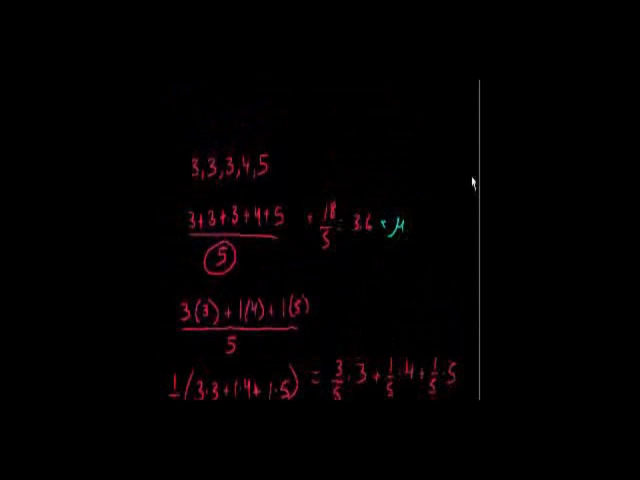 3,3,3,4,5
3+3+3+4+5 / 5 = 18/5 = 3.6 = μ
3(3)+1(4)+1(5) / 5
1/ (3·3+1·4+1·5) = 3/5·3+1/5·4+1/5·5